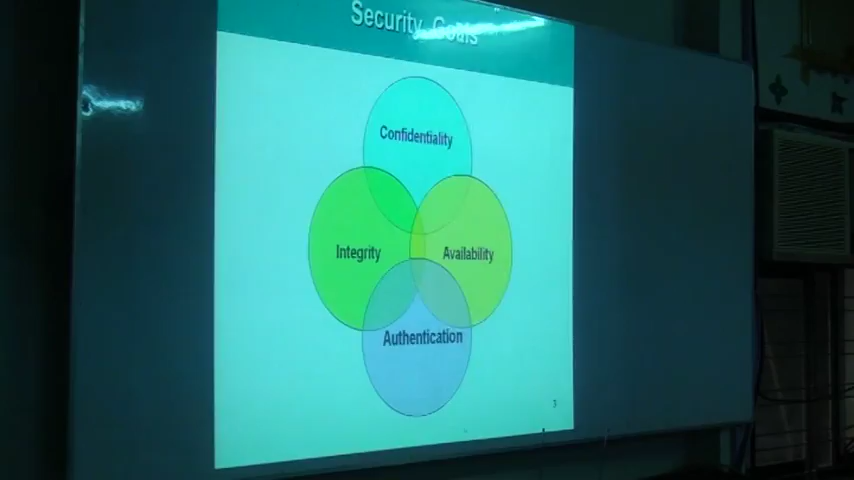 Security Goals
Confidentiality
Integrity
Availability
Authentication
3